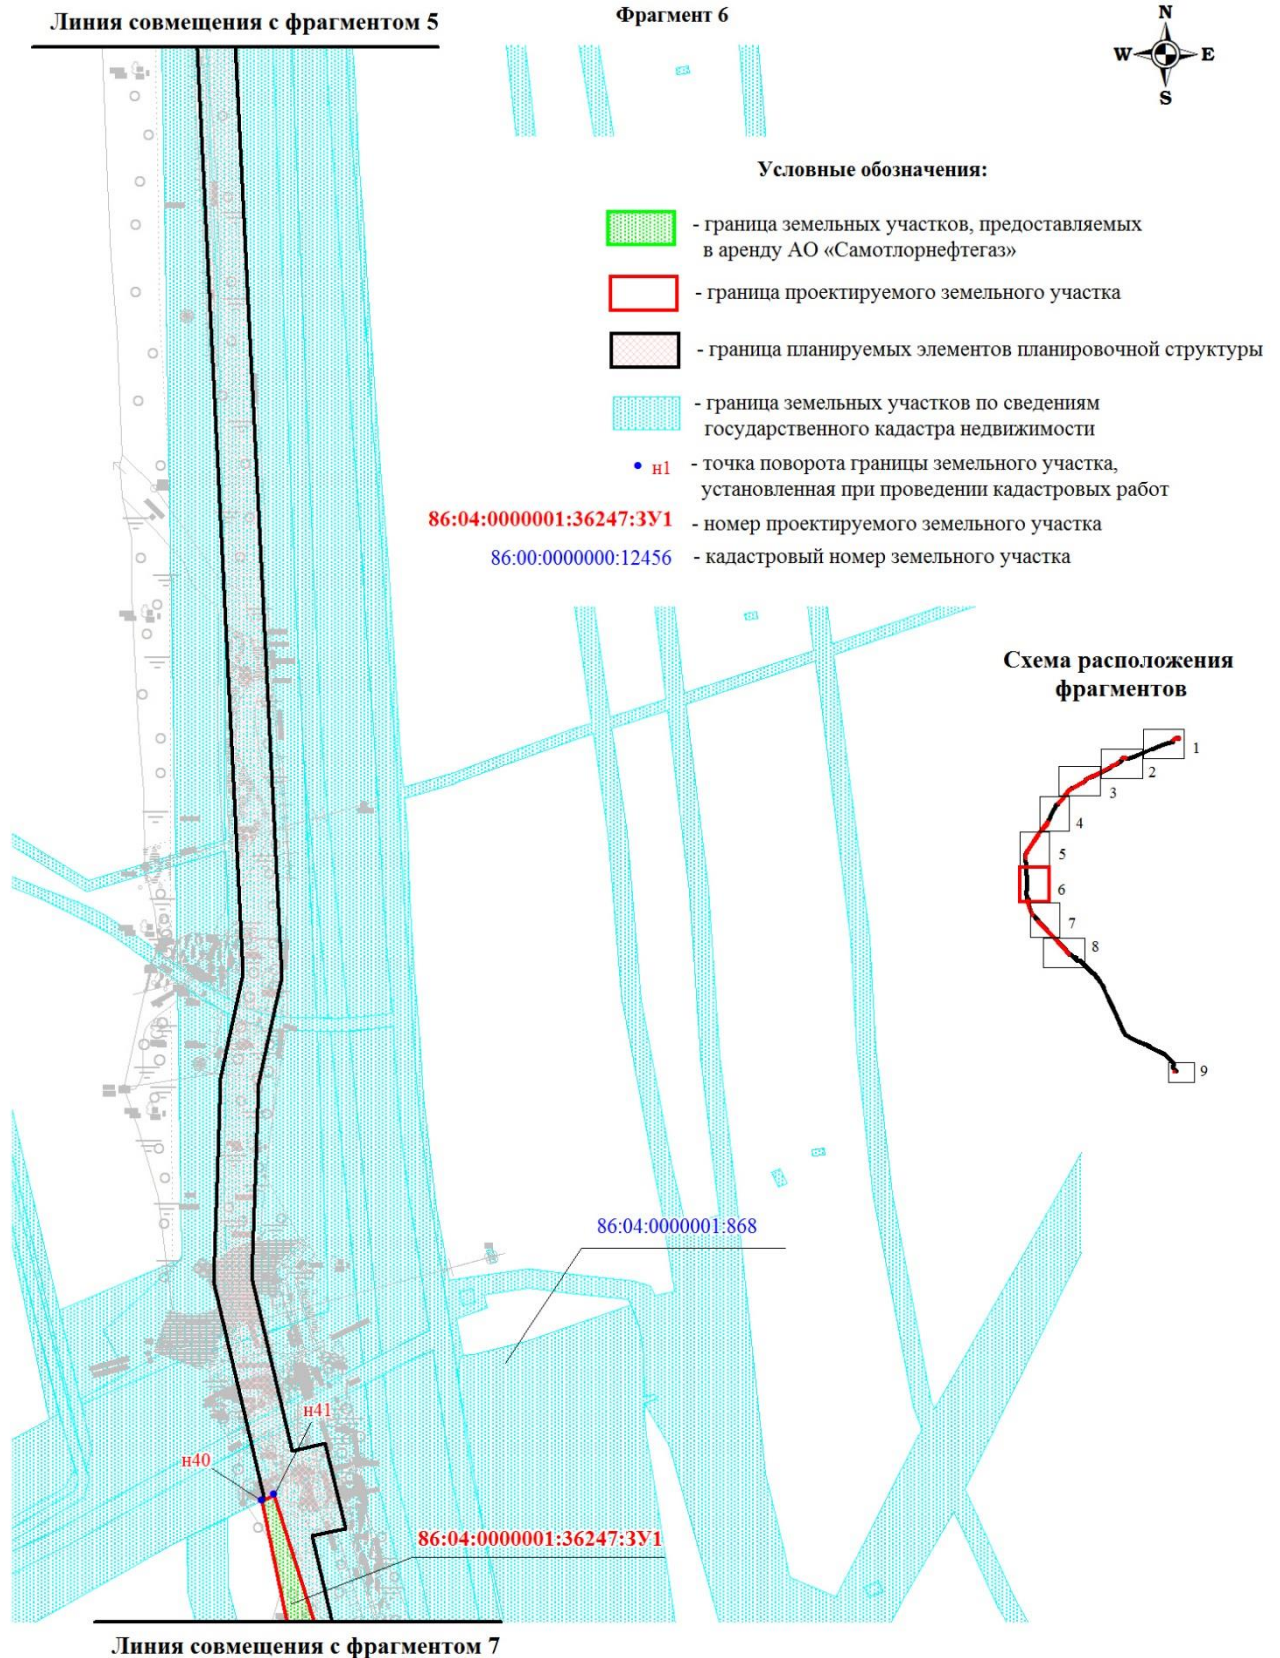 Линия совмещения с фрагментом 5
Фрагмент 6
N
W E
S
Условные обозначения:
- граница земельных участков, предоставляемых
в аренду АО «Самотлорнефтегаз»
- граница проектируемого земельного участка
- граница планируемых элементов планировочной структуры
- граница земельных участков по сведениям
государственного кадастра недвижимости
н1 - точка поворота границы земельного участка,
установленная при проведении кадастровых работ
86:04:0000001:36247:ЗУ1 - номер проектируемого земельного участка
86:00:0000000:12456 - кадастровый номер земельного участка
Схема расположения
фрагментов
1
2
3
4
5
6
7
8
9
86:04:0000001:868
н41
н40
86:04:0000001:36247:ЗУ1
Линия совмещения с фрагментом 7